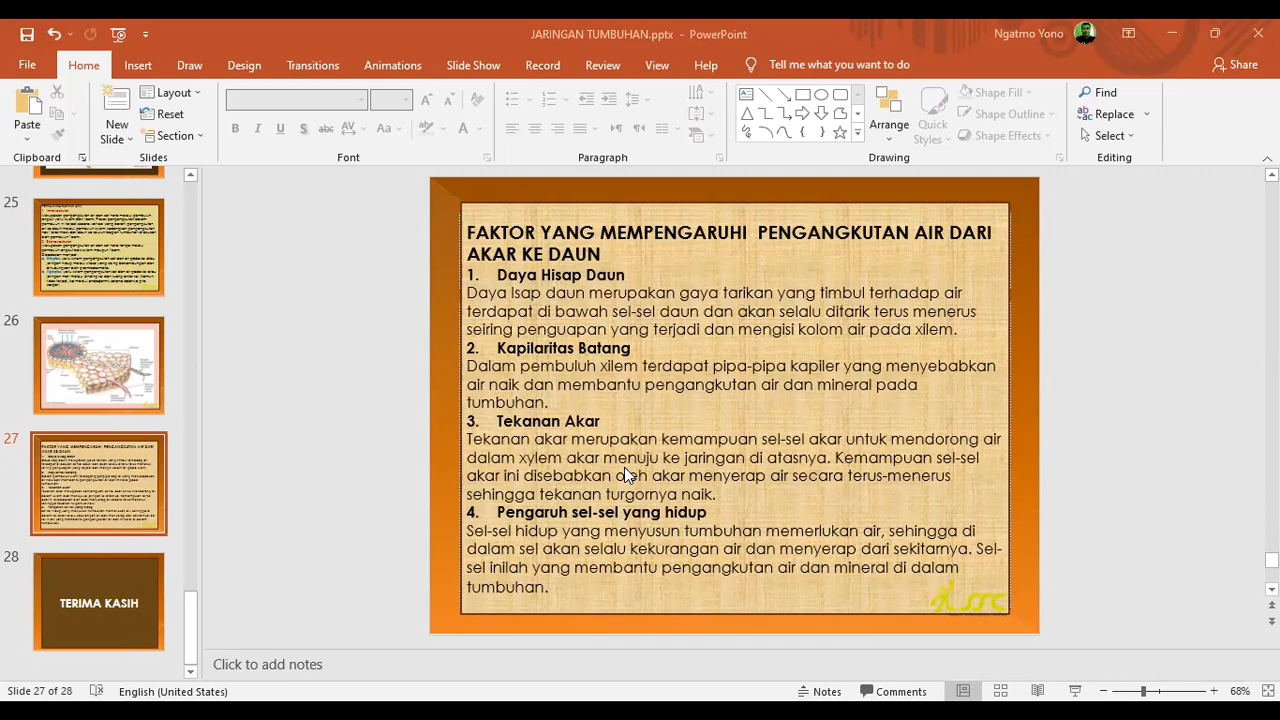 JARINGAN TUMBUHAN.pptx - PowerPoint
Ngatmo Yono
File Home Insert Draw Design Transitions Animations Slide Show Record Review View Help Tell me what you want to do Share
Paste
Clipboard
New Slide
Layout
Reset
Section
Slides
Font
Paragraph
Arrange
Quick Styles
Shape Fill
Shape Outline
Shape Effects
Drawing
Find
Replace
Select
Editing
25
26
27
28
TERIMA KASIH
FAKTOR YANG MEMPENGARUHI PENGANGKUTAN AIR DARI
AKAR KE DAUN
1. Daya Hisap Daun
Daya Isap daun merupakan gaya tarikan yang timbul terhadap air
terdapat di bawah sel-sel daun dan akan selalu ditarik terus menerus
seiring penguapan yang terjadi dan mengisi kolom air pada xilem.
2. Kapilaritas Batang
Dalam pembuluh xilem terdapat pipa-pipa kapiler yang menyebabkan
air naik dan membantu pengangkutan air dan mineral pada
tumbuhan.
3. Tekanan Akar
Tekanan akar merupakan kemampuan sel-sel akar untuk mendorong air
dalam xylem akar menuju ke jaringan di atasnya. Kemampuan sel-sel
akar ini disebabkan oleh akar menyerap air secara terus-menerus
sehingga tekanan turgornya naik.
4. Pengaruh sel-sel yang hidup
Sel-sel hidup yang menyusun tumbuhan memerlukan air, sehingga di
dalam sel akan selalu kekurangan air dan menyerap dari sekitarnya. Sel-
sel inilah yang membantu pengangkutan air dan mineral di dalam
tumbuhan.
Click to add notes
Slide 27 of 28 English (United States) Notes Comments 68%